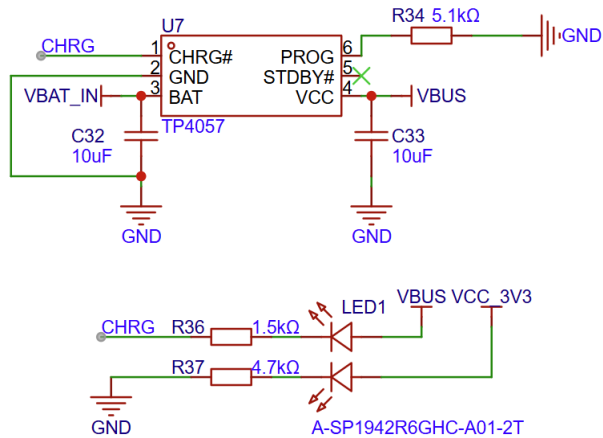 U7
R34 5.1kΩ
CHRG
1 CHRG# PROG 6
GND
2 GND STDBY# 5
VBAT_IN 3 BAT VCC 4 VBUS
TP4057
C32
10uF
C33
10uF
GND
GND
LED1
VBUS VCC_3V3
CHRG R36 1.5kΩ
R37 4.7kΩ
GND
A-SP1942R6GHC-A01-2T